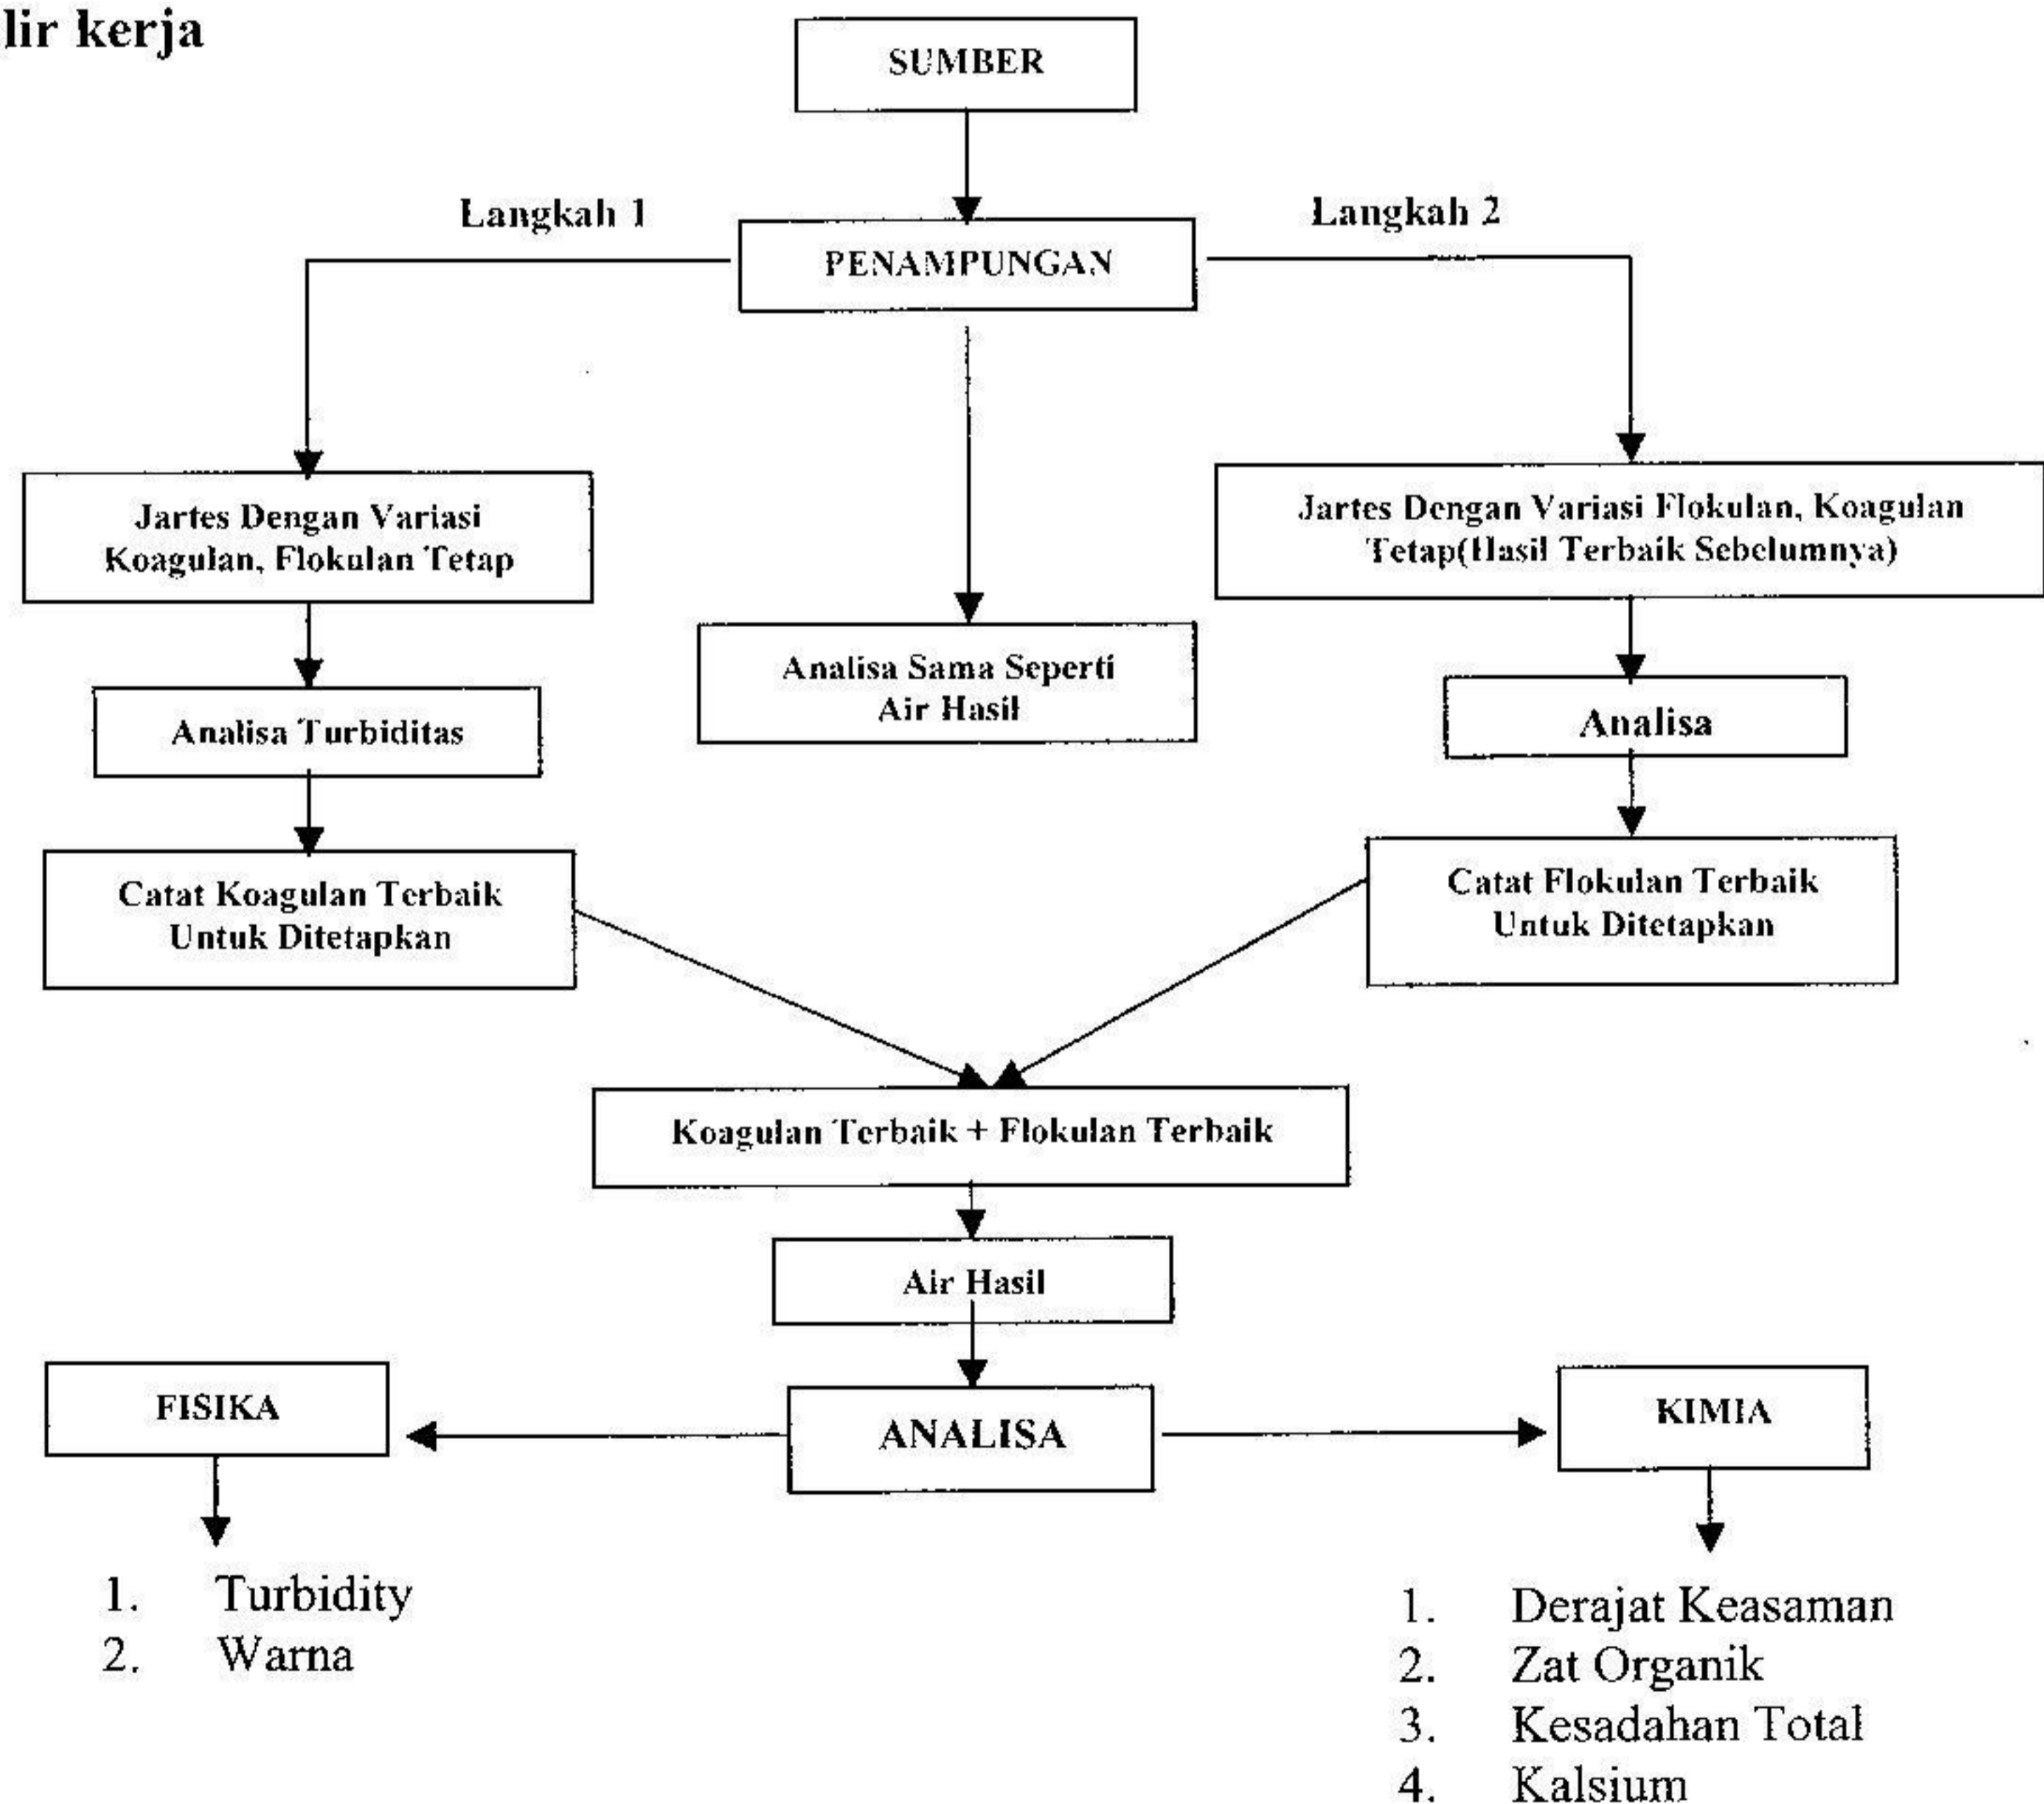 lir kerja
SUMBER
Langkah 1
Langkah 2
PENAMPUNGAN
Jartes Dengan Variasi
Koagulan, Flokulan Tetap
Jartes Dengan Variasi Flokulan, Koagulan
Tetap(Hasil Terbaik Sebelumnya)
Analisa Sama Seperti
Air Hasil
Analisa Turbiditas
Analisa
Catat Koagulan Terbaik
Untuk Ditetapkan
Catat Flokulan Terbaik
Untuk Ditetapkan
Koagulan Terbaik + Flokulan Terbaik
Air Hasil
FISIKA
ANALISA
KIMIA
1. Turbidity
2. Warna
1. Derajat Keasaman
2. Zat Organik
3. Kesadahan Total
4. Kalsium